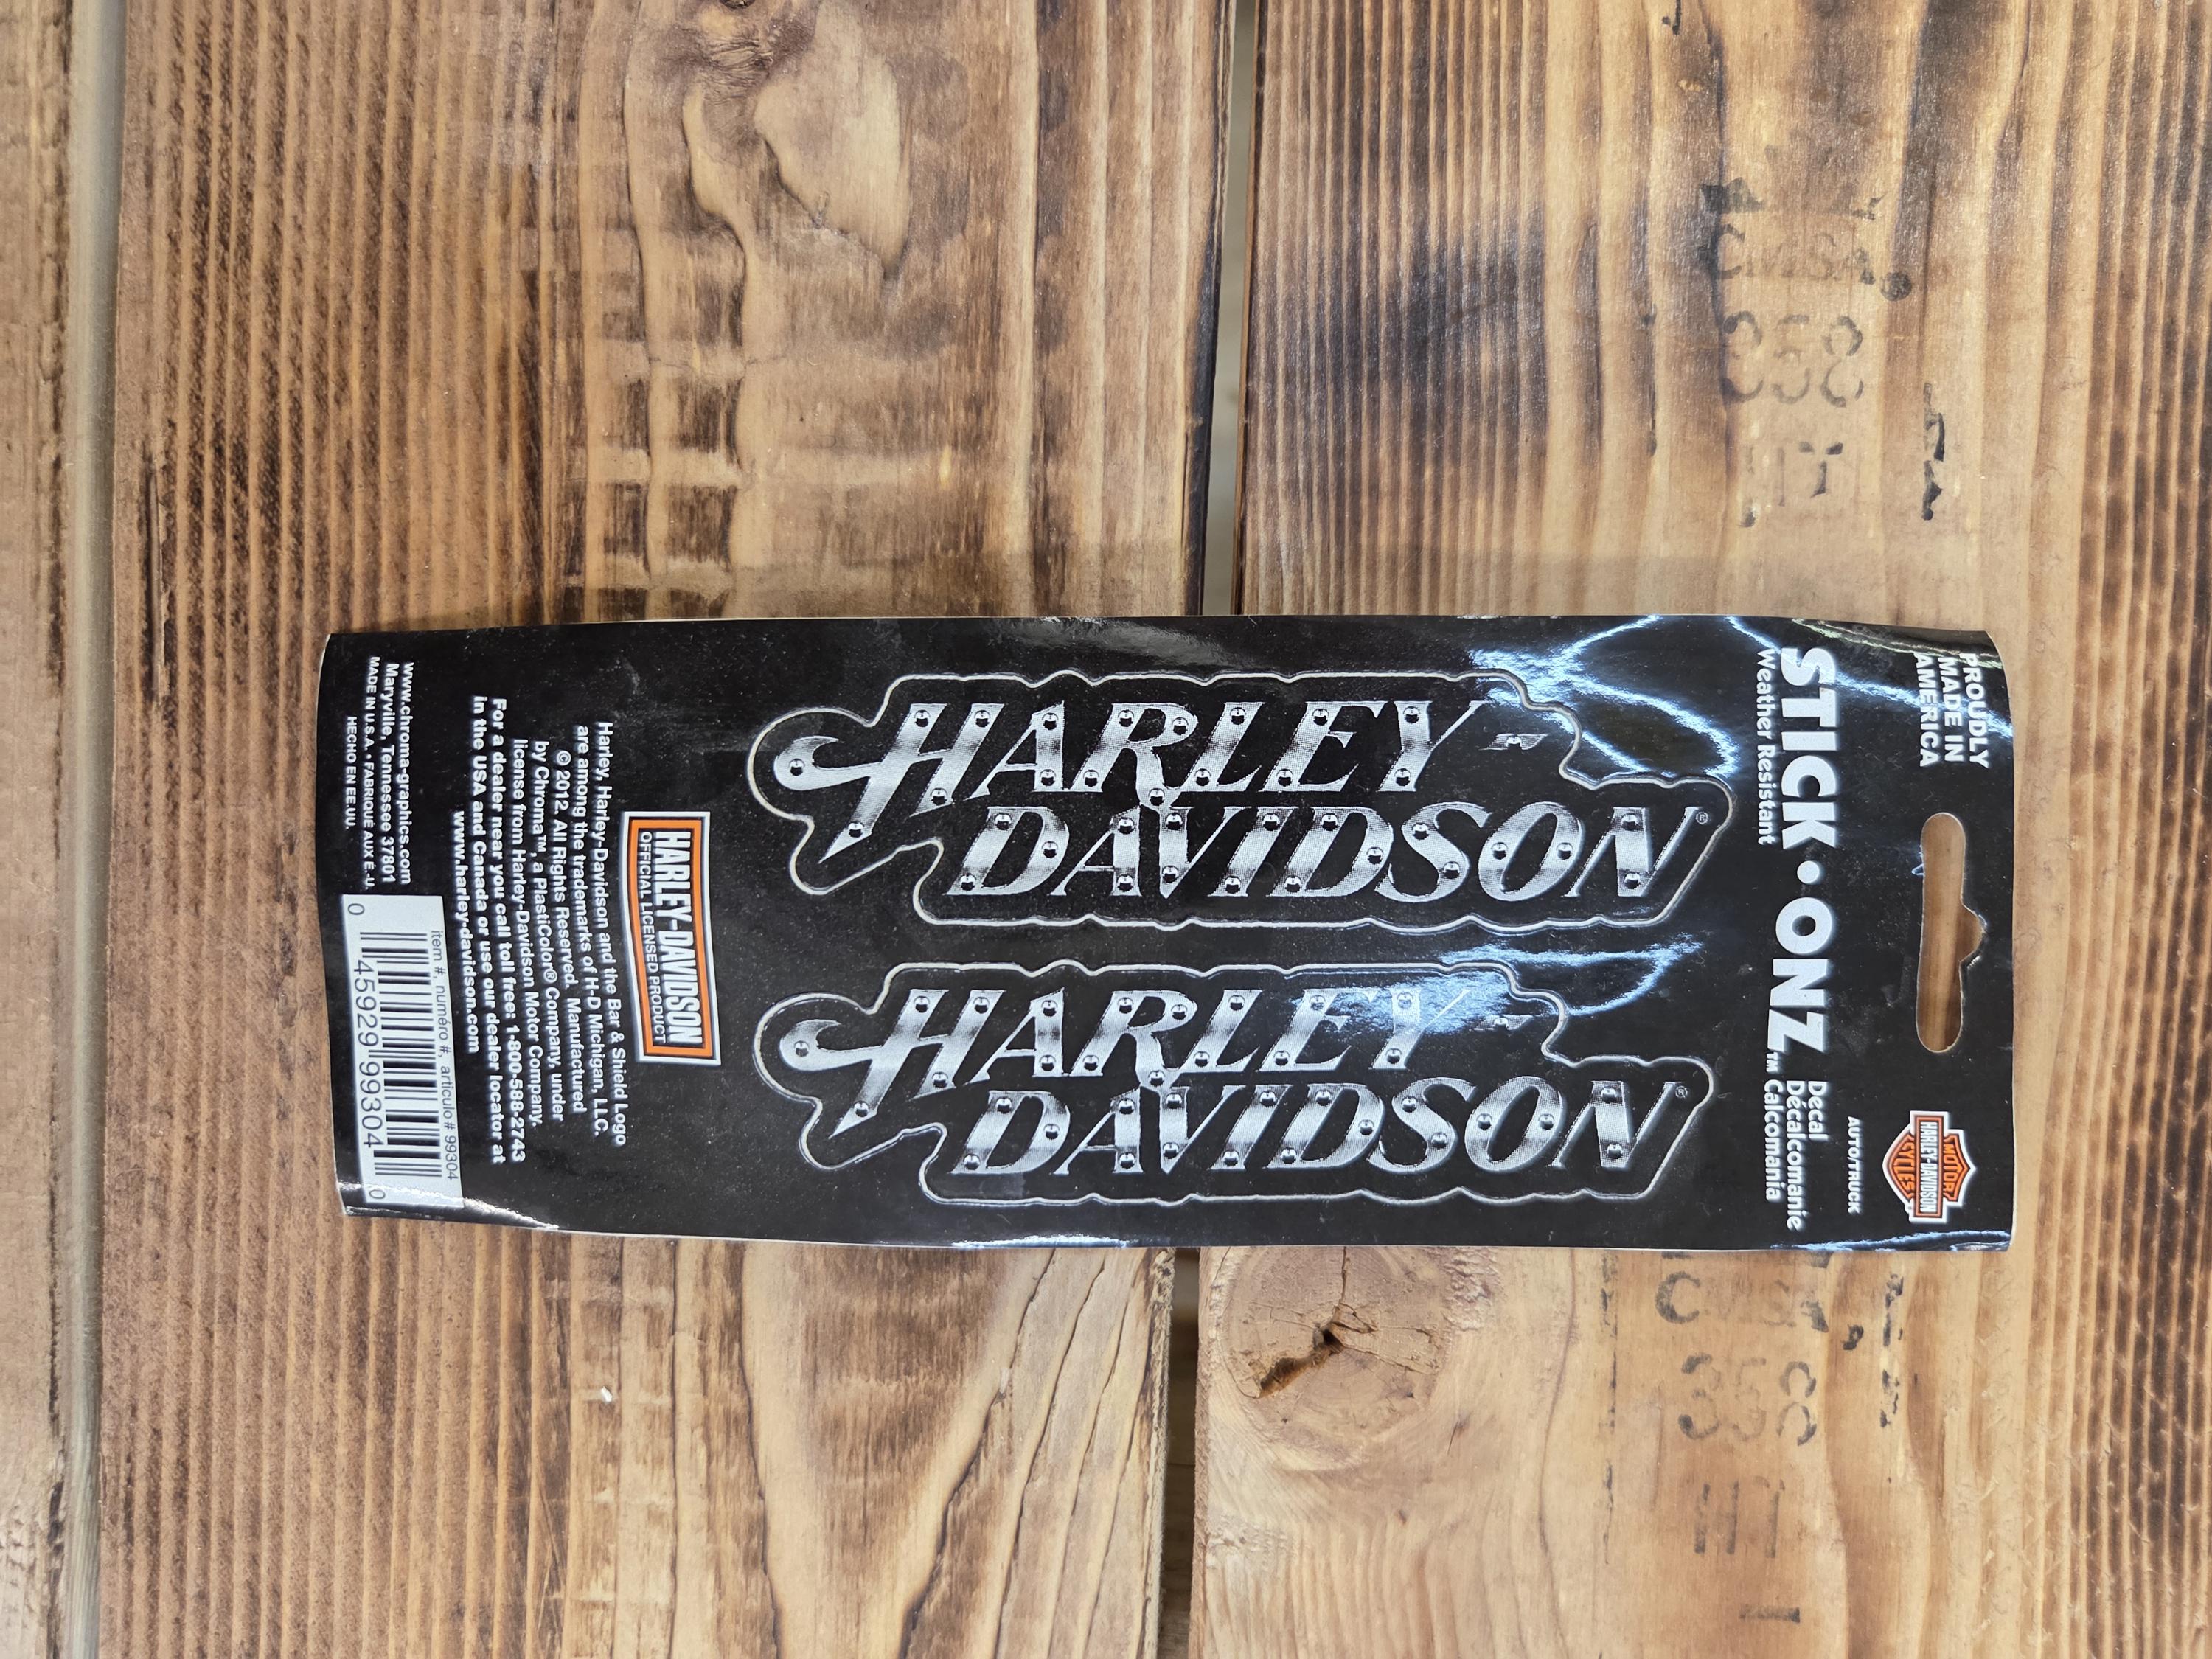 PROUDLY
MADE IN
AMERICA
MOTOR
HARLEY-DAVIDSON
CYCLES
AUTO/TRUCK
STICK•ONZ™
Decal
Décalcomanie
Calcomanía
Weather Resistant
HARLEY-
DAVIDSON®
HARLEY-
DAVIDSON®
HARLEY-DAVIDSON
OFFICIAL LICENSED PRODUCT
Harley, Harley-Davidson and the Bar & Shield Logo
are among the trademarks of H-D Michigan, LLC.
© 2012. All Rights Reserved. Manufactured
by Chroma™, a PlastiColor® Company, under
license from Harley-Davidson Motor Company.
For a dealer near you call toll free: 1-800-588-2743
in the USA and Canada or use our dealer locator at
www.harley-davidson.com
www.chroma-graphics.com
Maryville, Tennessee 37801
MADE IN U.S.A. • FABRIQUÉ AUX É.-U.
HECHO EN EE.UU.
item #, numéro #, artículo # 99304
0 45929 99304 0
358